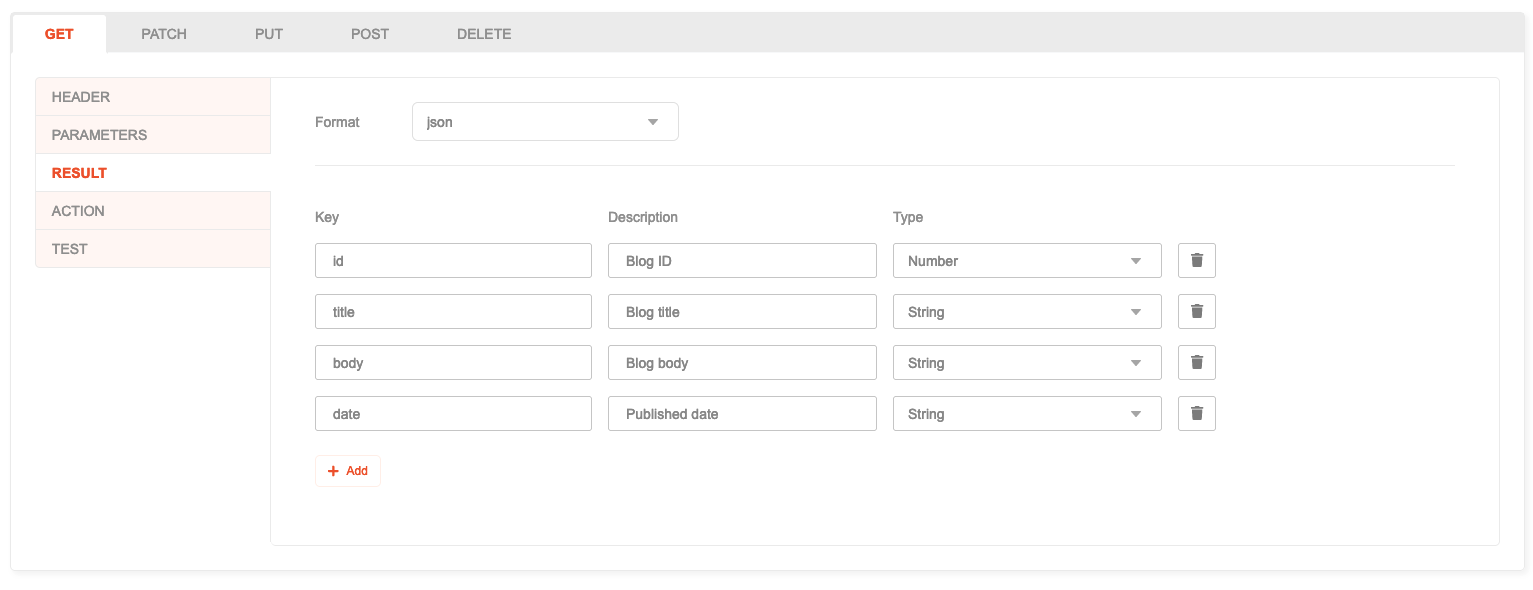 GET PATCH PUT POST DELETE
HEADER
PARAMETERS
RESULT
ACTION
TEST
Format json
Key Description Type
id Blog ID Number
title Blog title String
body Blog body String
date Published date String
+ Add